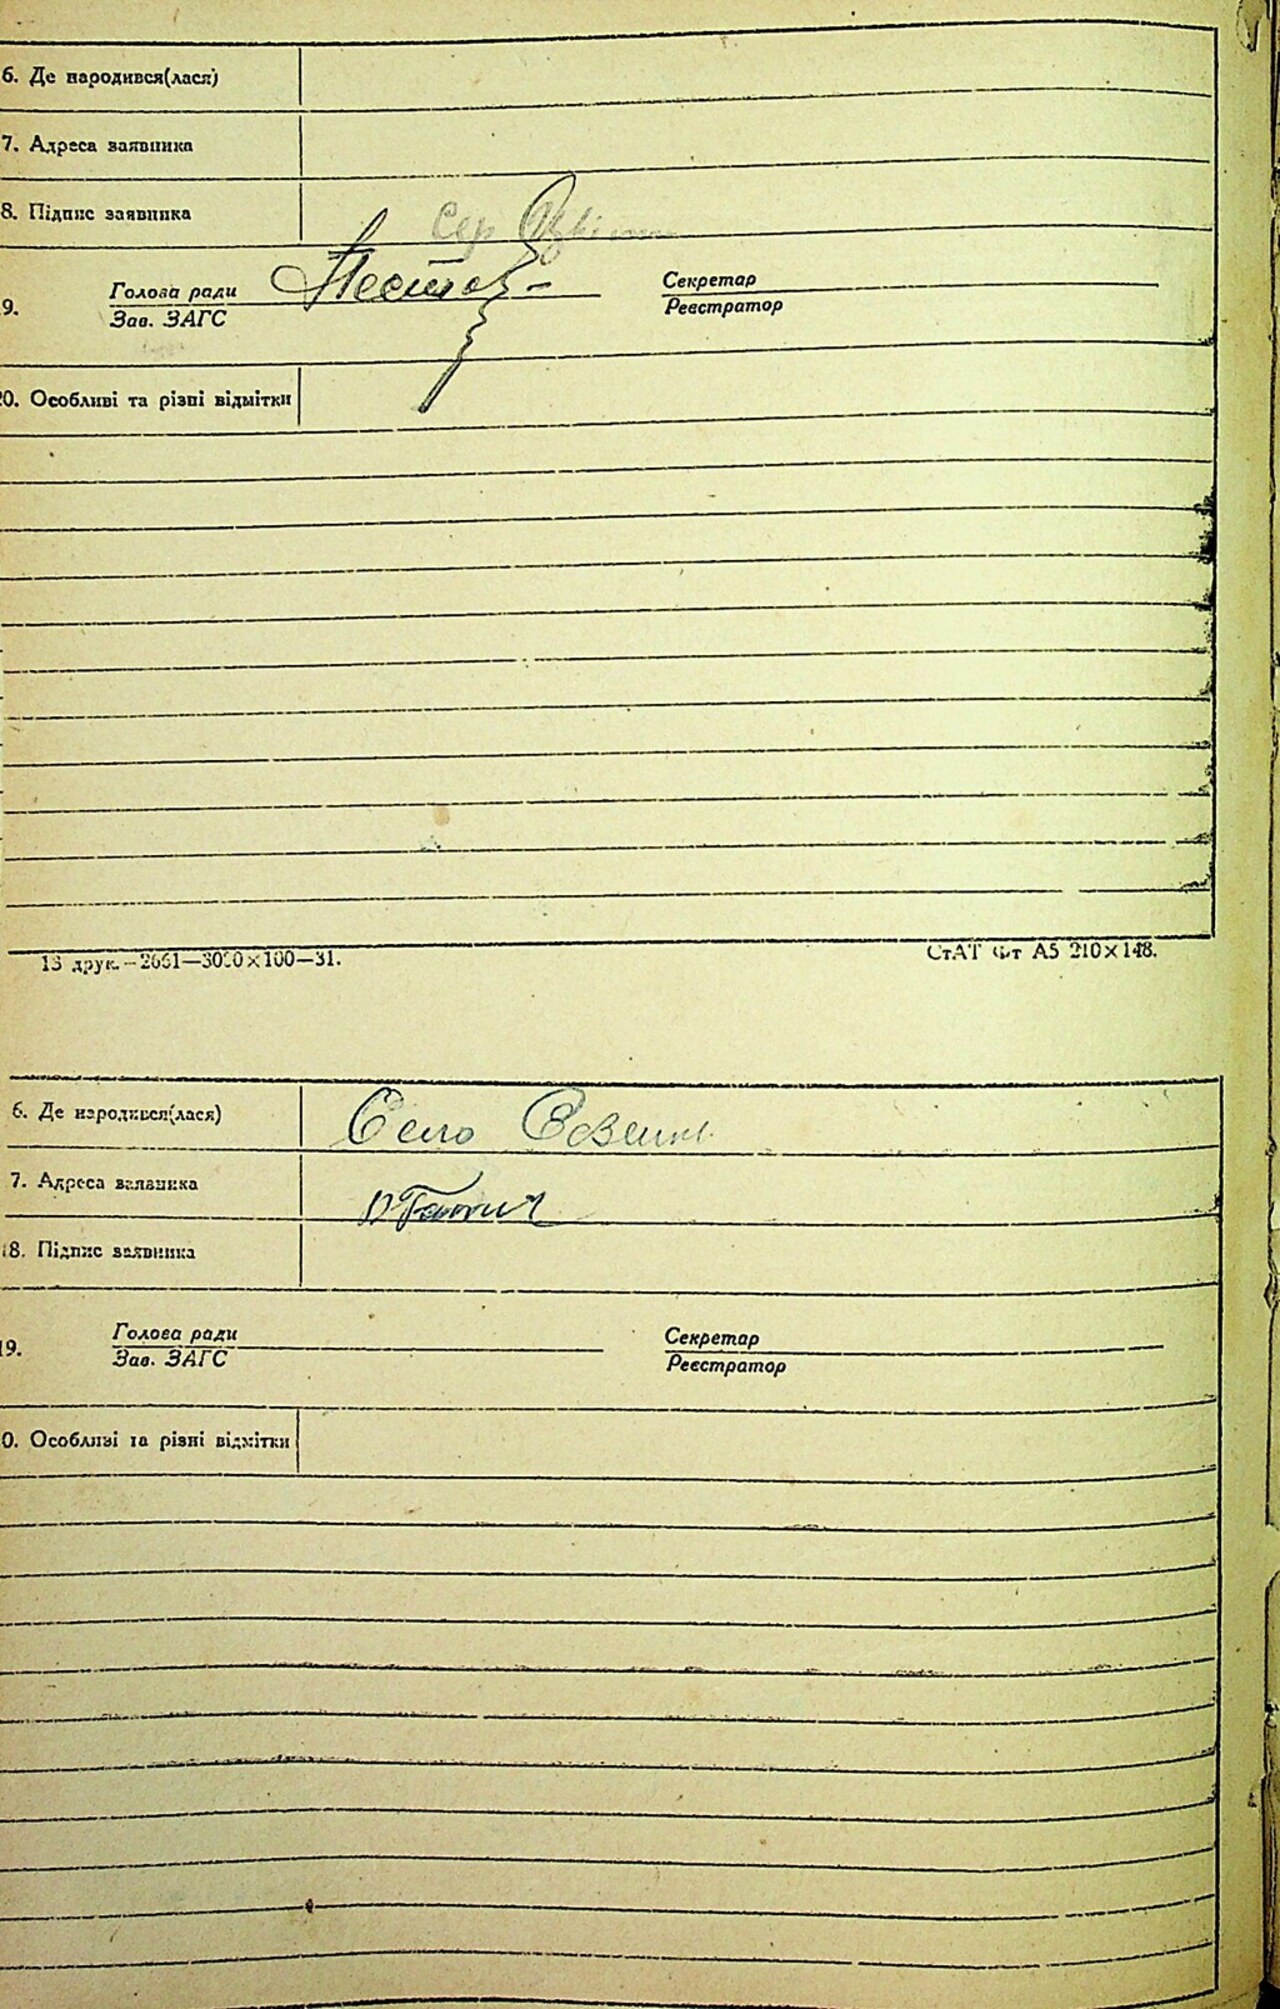 6. Де народився(лася)
7. Адреса заявника
8. Підпис заявника
Голова ради Секретар
9.
Зав. ЗАГС Реєстратор
0. Особливі та різні відмітки
13 друк.—2661—3000×100—31. СтАТ Фт А5 210×148.
6. Де народився(лася) Село
7. Адреса заявника
18. Підпис заявника
Голова ради Секретар
19.
Зав. ЗАГС Реєстратор
0. Особливі та різні відмітки